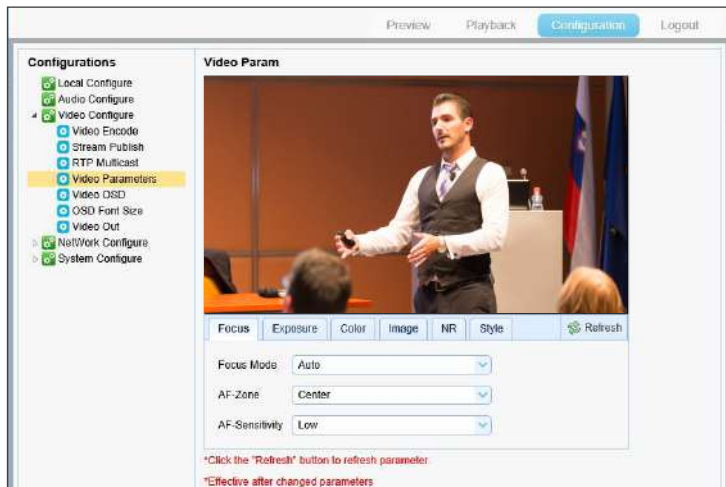 Preview Playback Configuration Logout
Configurations
Local Configure
Audio Configure
Video Configure
Video Encode
Stream Publish
RTP Multicast
Video Parameters
Video OSD
OSD Font Size
Video Out
NetWork Configure
System Configure
Video Param
Focus Exposure Color Image NR Style Refresh
Focus Mode Auto
AF-Zone Center
AF-Sensitivity Low
*Click the "Refresh" button to refresh parameter
*Effective after changed parameters